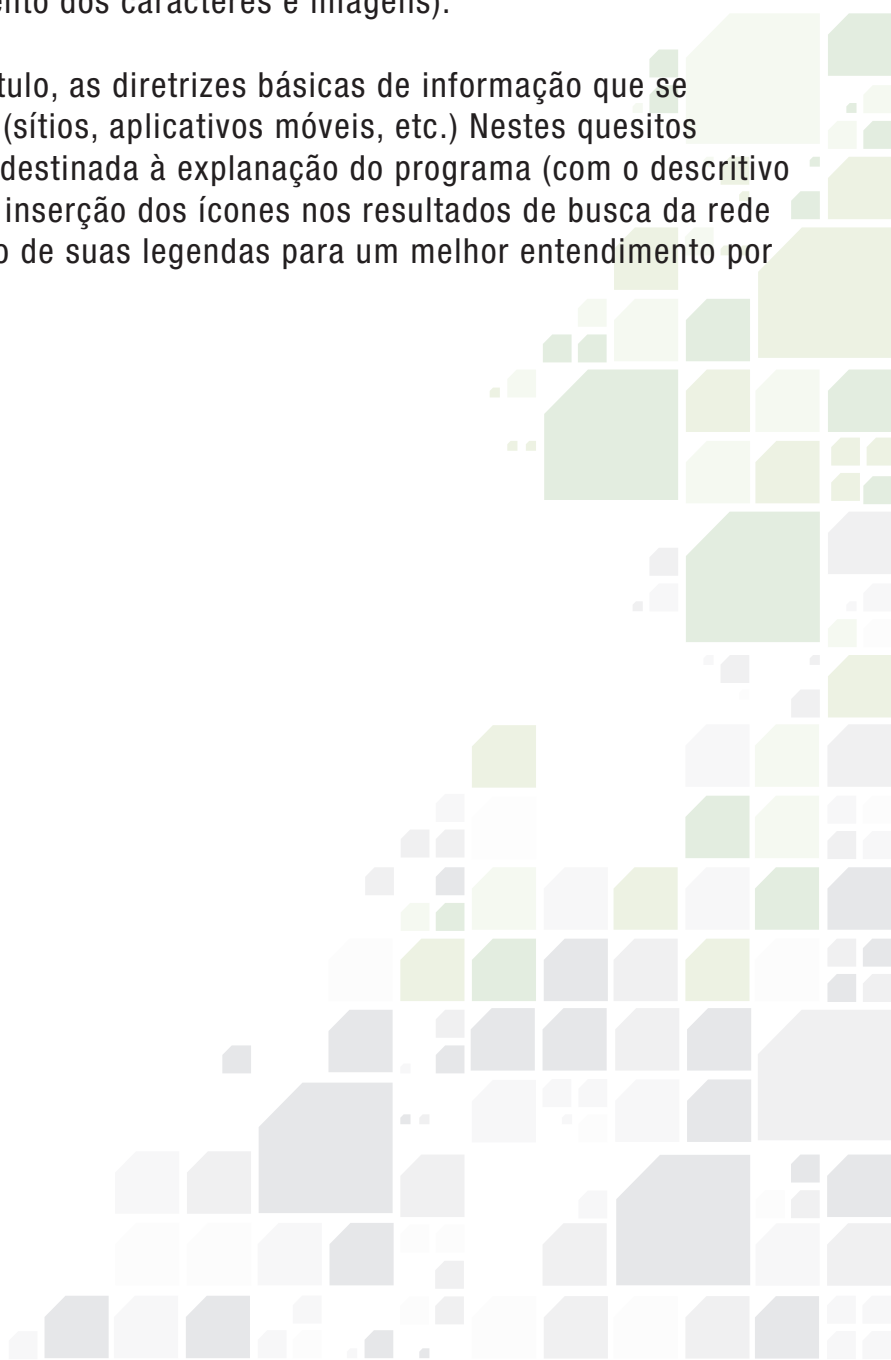 dos caracteres e imagens).
as diretrizes básicas de informação que se
(sítios, aplicativos móveis, etc.) Nestes quesitos
destinada à explanação do programa (com o descritivo
inserção dos ícones nos resultados de busca da rede
de suas legendas para um melhor entendimento por